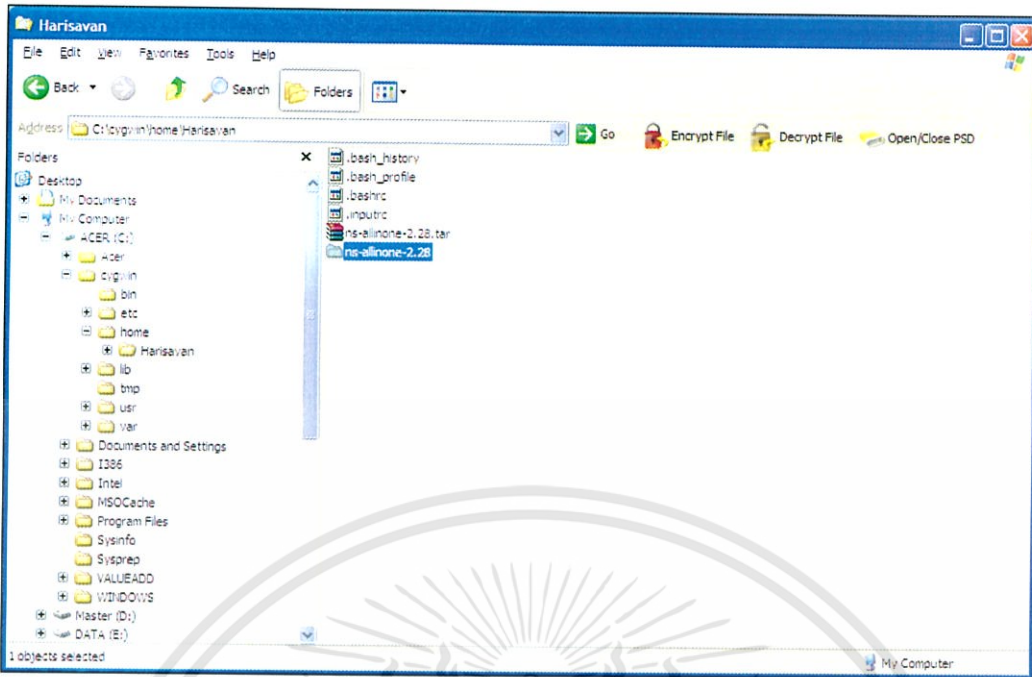 Harisavan
File Edit View Favorites Tools Help
Back Search Folders
Address C:\cygwin\home\Harisavan Go Encrypt File Decrypt File Open/Close PSD
Folders
Desktop
My Documents
My Computer
ACER (C:)
Acer
cygwin
bin
etc
home
Harisavan
lib
tmp
usr
var
Documents and Settings
I386
Intel
MSOCache
Program Files
Sysinfo
Sysprep
VALUEADD
WINDOWS
Master (D:)
DATA (E:)
.bash_history
.bash_profile
.bashrc
.inputrc
ns-allinone-2.28.tar
ns-allinone-2.28
1 objects selected
My Computer